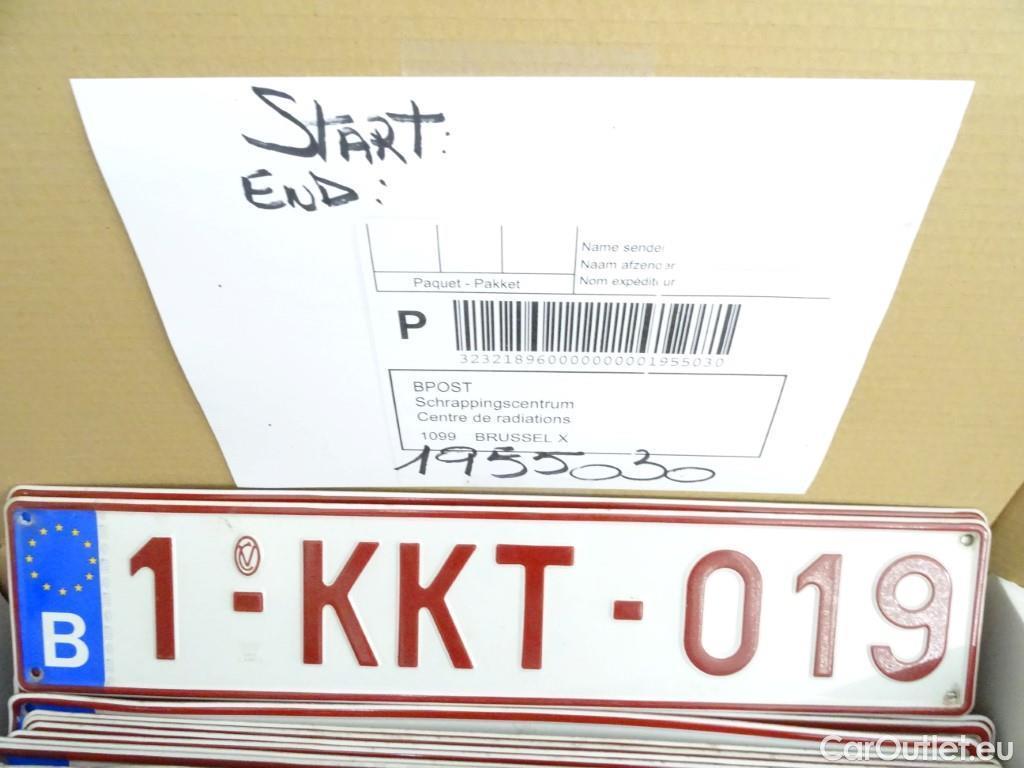 START:
END:
Name sender
Naam afzender
Paquet - Pakket
Nom expéditeur
P
3232189600000000001955030
BPOST
Schrappingscentrum
Centre de radiations
1099 BRUSSEL X
1955030
B 1-KKT-019
CarOutlet.eu